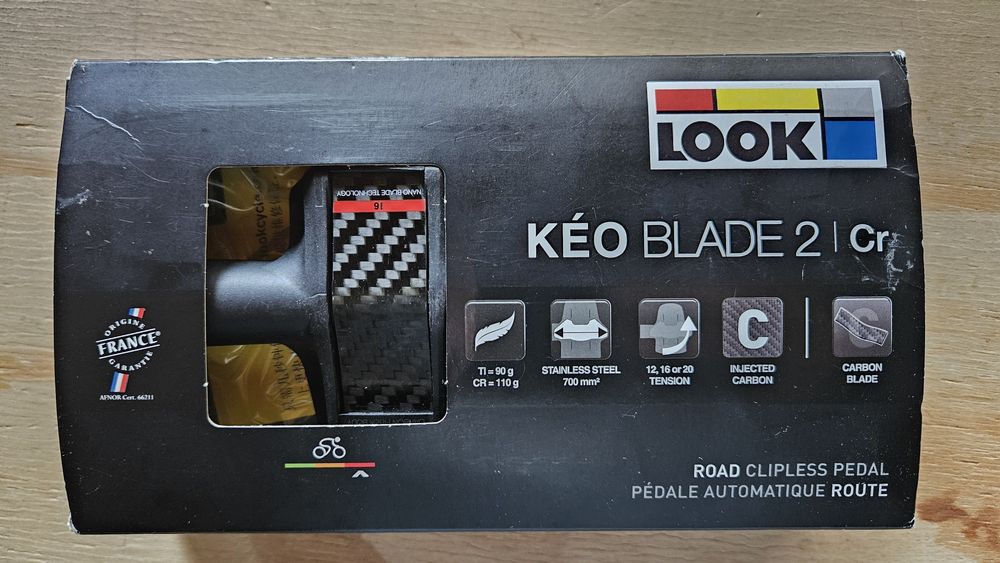 LOOK
KÉO BLADE 2 | Cr
NANO BLADE TECHNOLOGY
16
ORIGINE
FRANCE®
GARANTIE
AFNOR Cert. 66211
TI = 90 g
CR = 110 g
STAINLESS STEEL
700 mm²
12, 16 or 20
TENSION
C
INJECTED
CARBON
C
CARBON
BLADE
ROAD CLIPLESS PEDAL
PÉDALE AUTOMATIQUE ROUTE